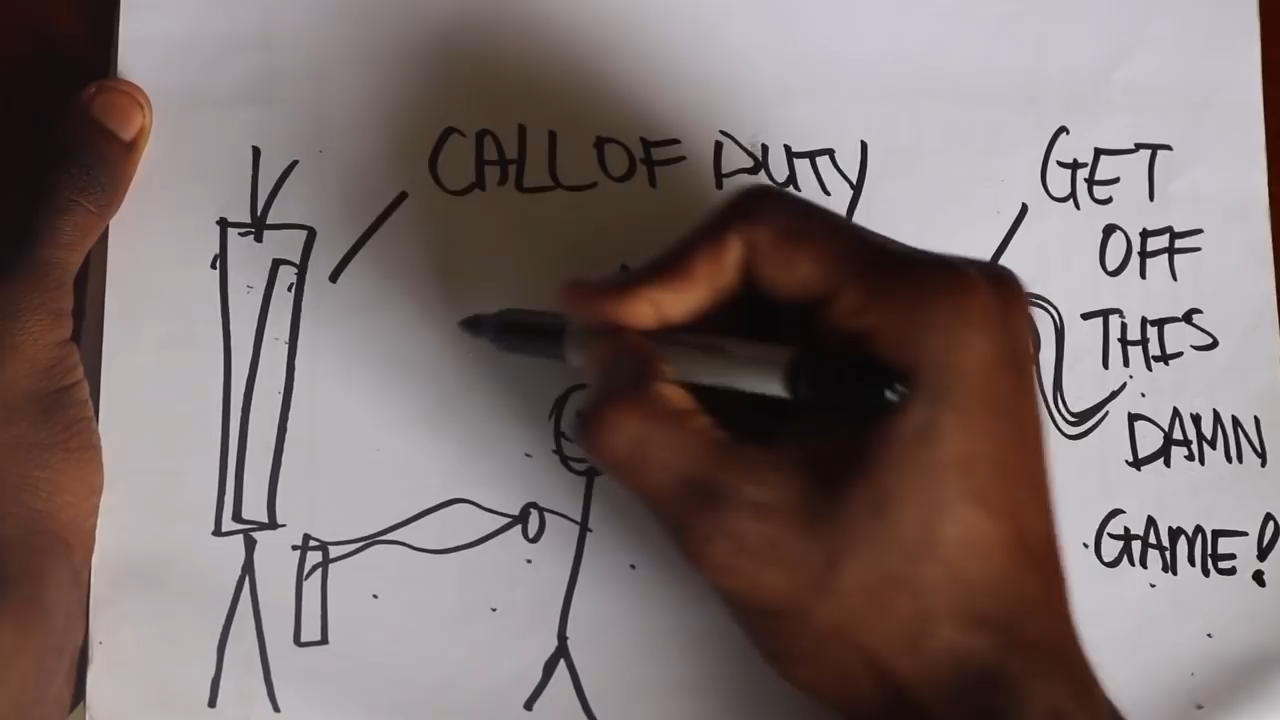 CALL OF DUTY
GET
OFF
THIS
DAMN
GAME!